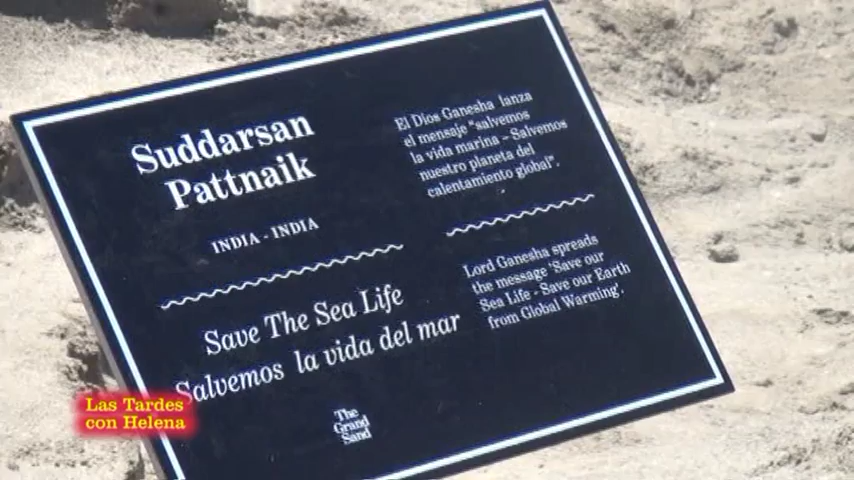 Suddarsan
Pattnaik
INDIA - INDIA
Save The Sea Life
Salvemos la vida del mar
The
Grand
Sand
El Dios Ganesha lanza
el mensaje "salvemos
la vida marina - Salvemos
nuestro planeta del
calentamiento global".
Lord Ganesha spreads
the message 'Save our
Sea Life - Save our Earth
from Global Warming'.
Las Tardes
con Helena